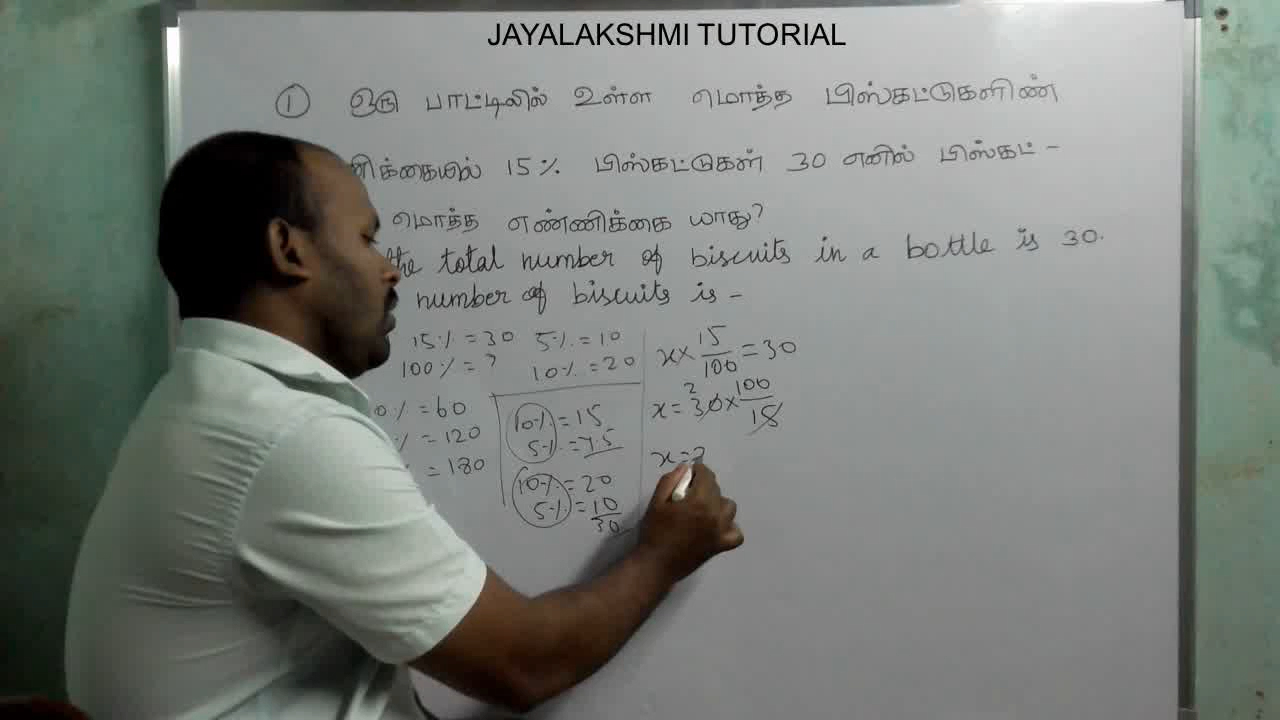 JAYALAKSHMI TUTORIAL
① ஒரு பாட்டிலில் உள்ள மொத்த பிஸ்கட்டுகளிண்
15% பிஸ்கட்டுகள் 30 எனில் பிஸ்கட் -
மொத்த எண்ணிக்கை யாது?
the total number of biscuits in a bottle is 30.
number of biscuits is -
15% = 30
100% = ?
= 60
% = 120
= 180
5% = 10
10% = 20
10% = 15
5% = 7.5
10% = 20
5% = 10
30
x × 15/100 = 30
x = 30 × 100/15
2
x =